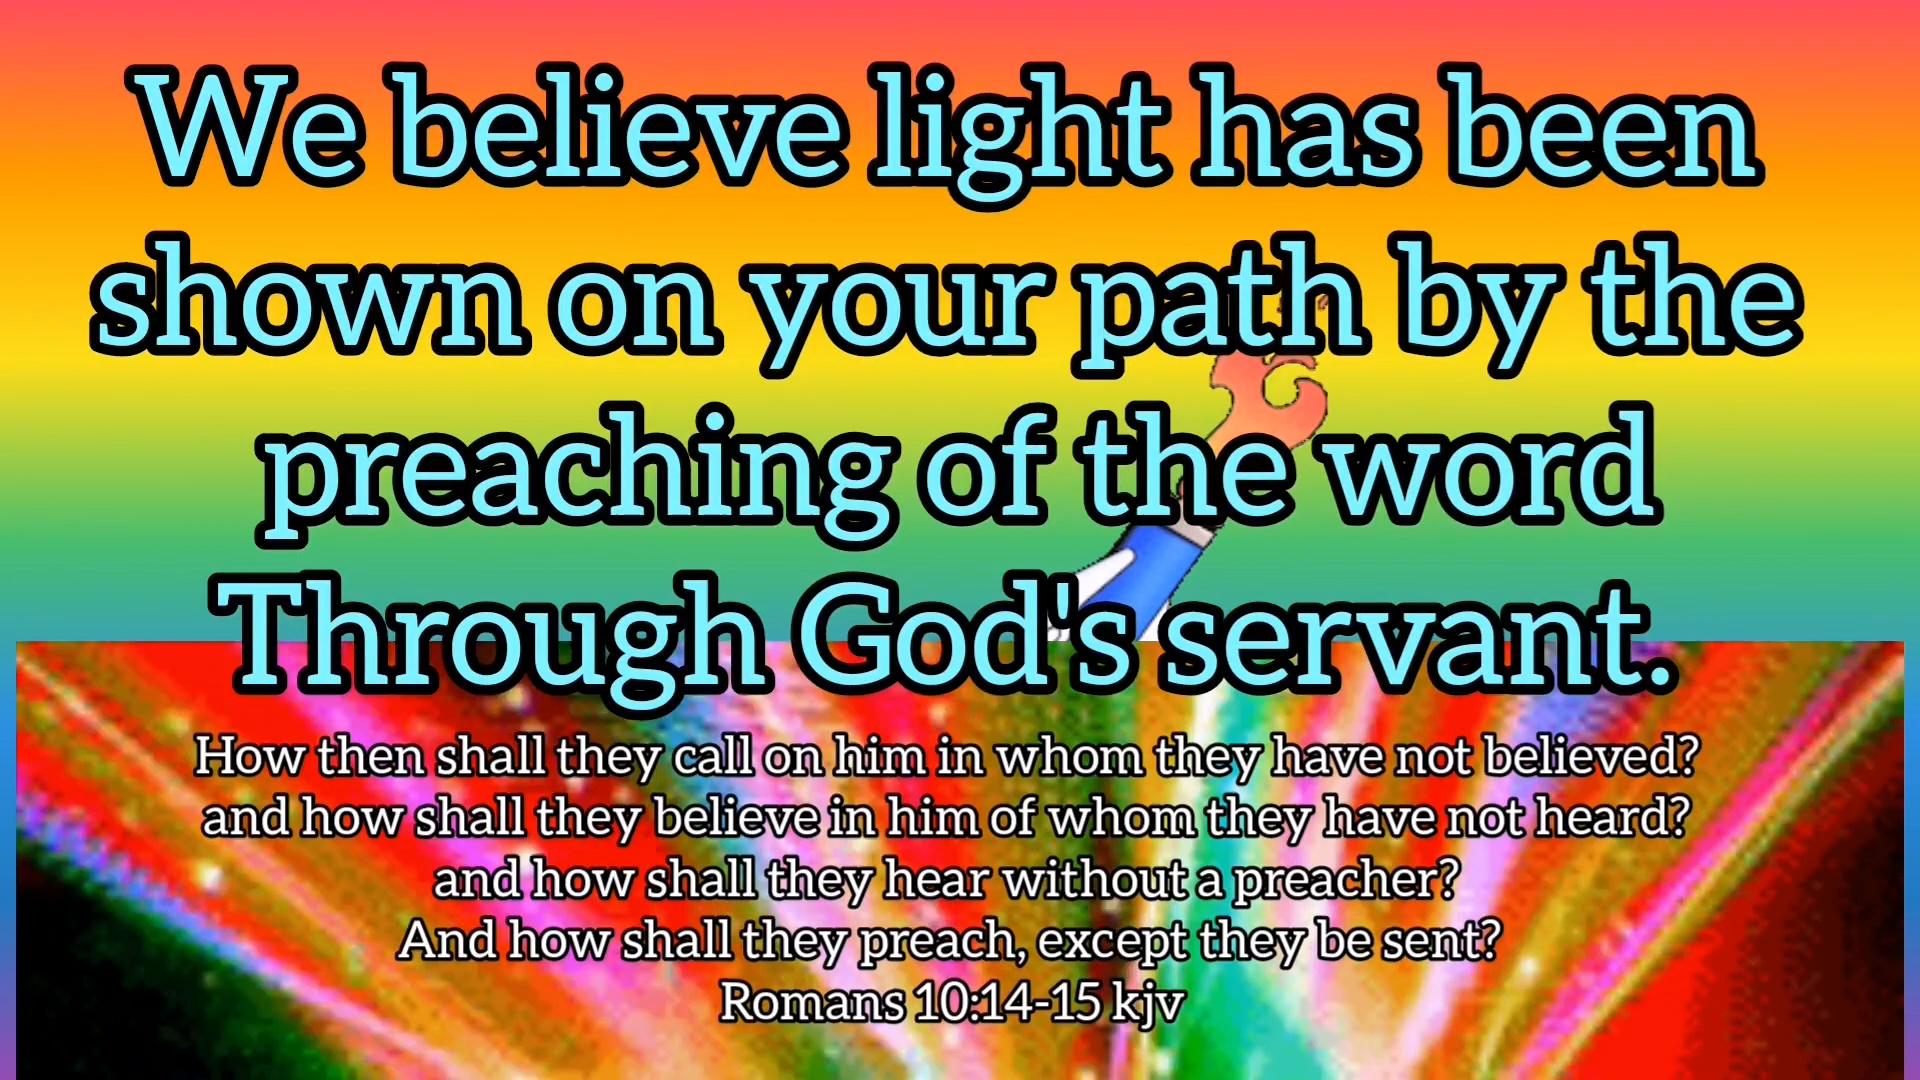 We believe light has been
shown on your path by the
preaching of the word
Through God's servant.
How then shall they call on him in whom they have not believed?
and how shall they believe in him of whom they have not heard?
and how shall they hear without a preacher?
And how shall they preach, except they be sent?
Romans 10:14-15 kjv